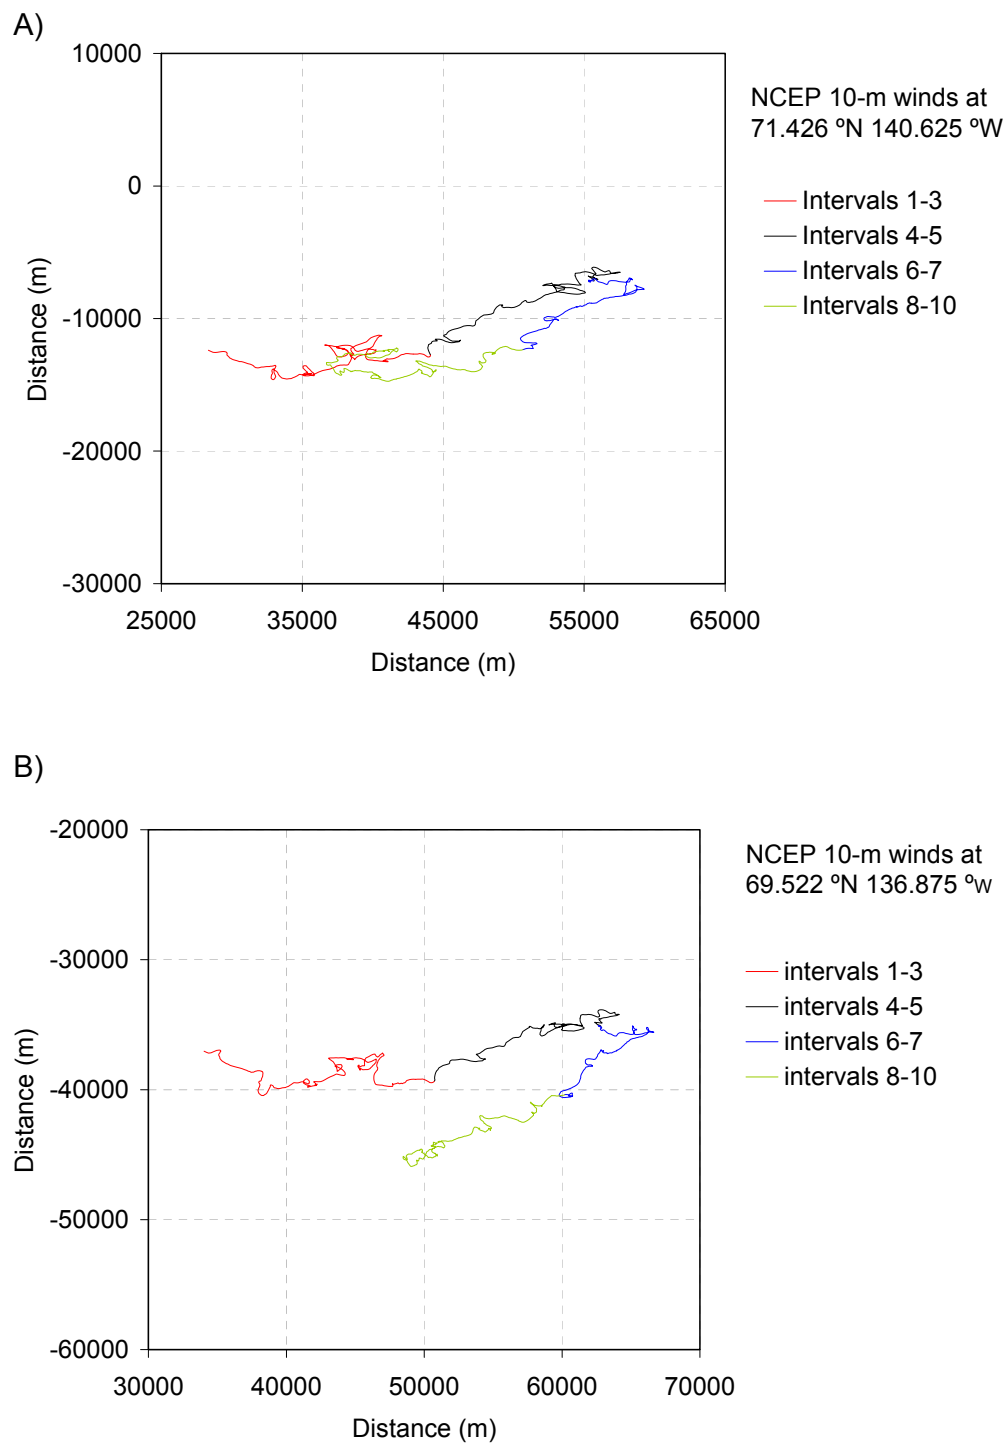 A)
10000
0
-10000
-20000
-30000
Distance (m)
25000 35000 45000 55000 65000
Distance (m)
NCEP 10-m winds at
71.426 ºN 140.625 ºW
Intervals 1-3
Intervals 4-5
Intervals 6-7
Intervals 8-10
B)
-20000
-30000
-40000
-50000
-60000
Distance (m)
30000 40000 50000 60000 70000
Distance (m)
NCEP 10-m winds at
69.522 ºN 136.875 ºw
intervals 1-3
intervals 4-5
intervals 6-7
intervals 8-10